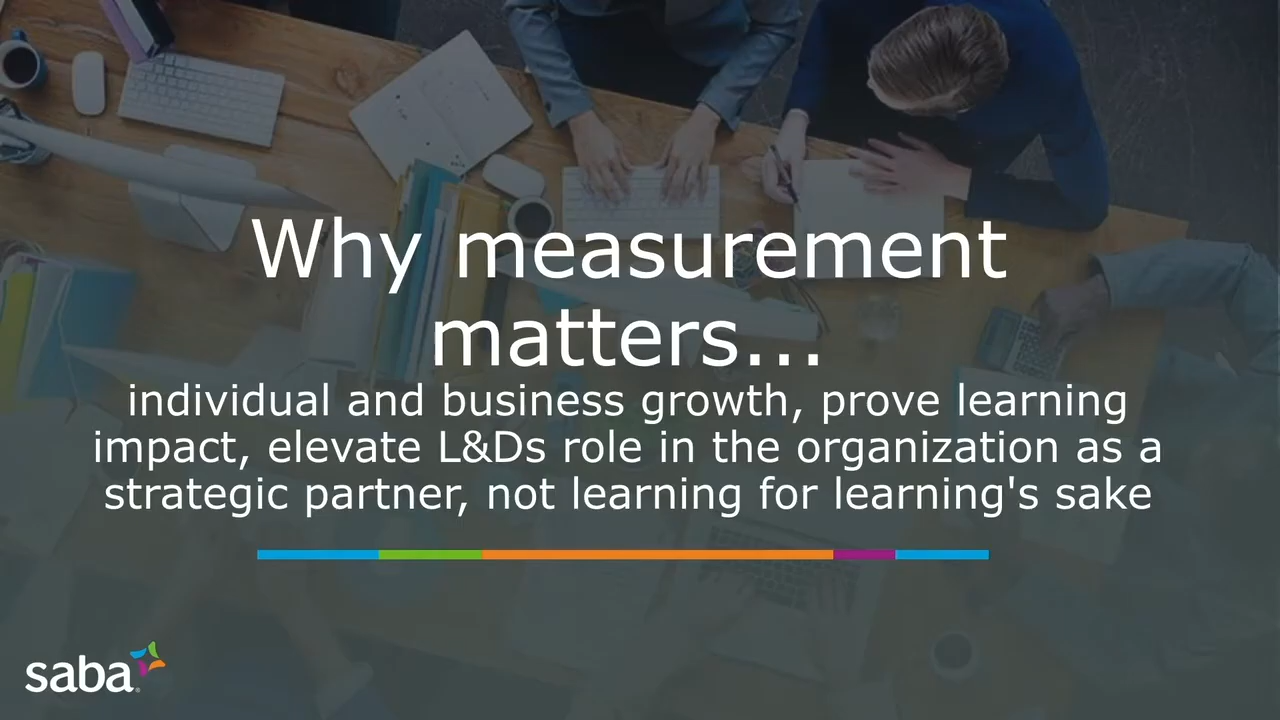 Why measurement
matters...
individual and business growth, prove learning
impact, elevate L&Ds role in the organization as a
strategic partner, not learning for learning's sake
saba